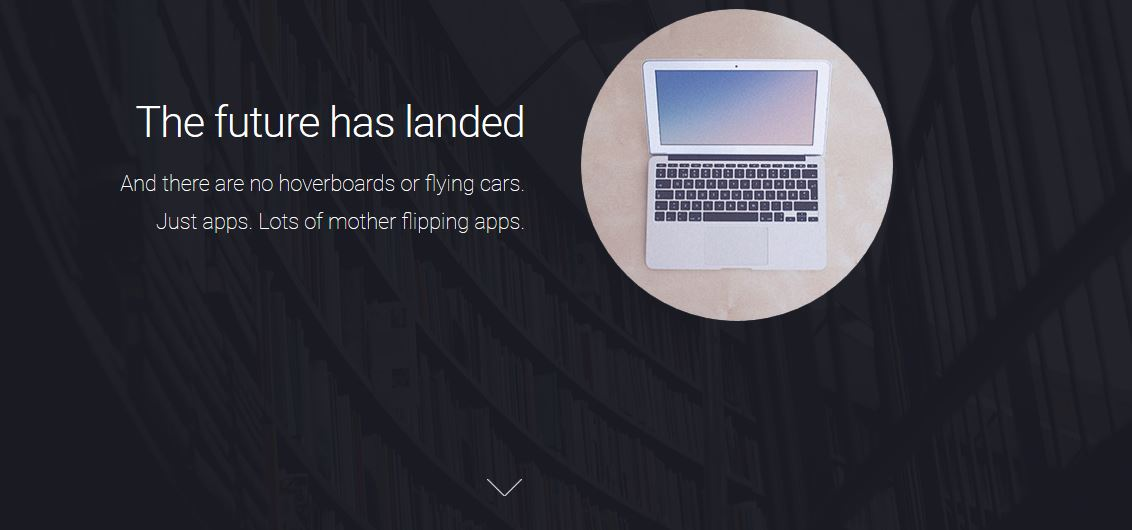 The future has landed
And there are no hoverboards or flying cars.
Just apps. Lots of mother flipping apps.